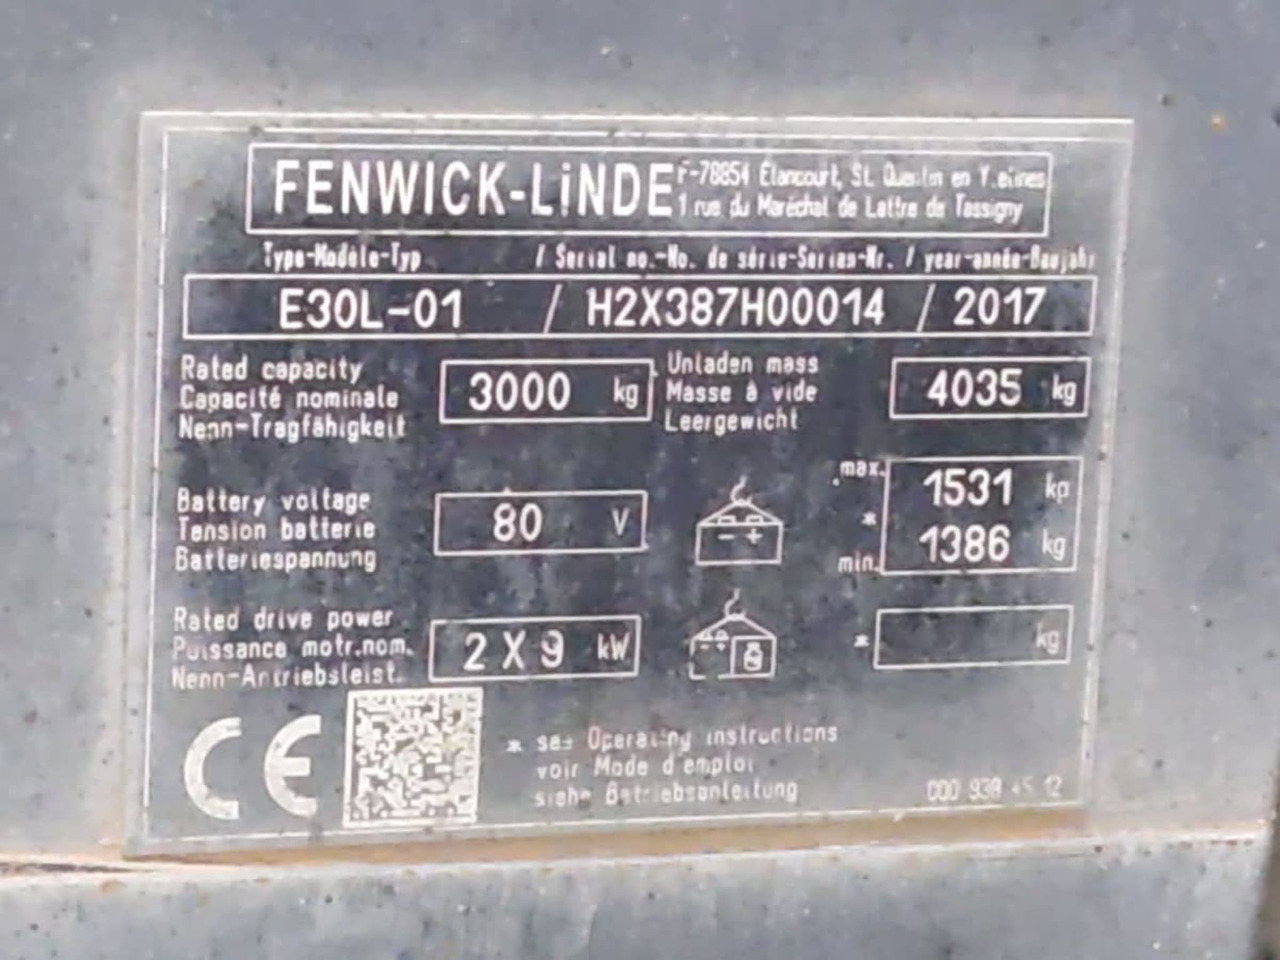 FENWICK-LiNDE F-78854 Élancourt, St. Quentin en Yvelines
1 rue du Maréchal de Lattre de Tassigny
Type-Modèle-Typ / Serial no.-No. de série-Serien-Nr. / year-année-Baujahr
E30L-01 / H2X387H00014 / 2017
Rated capacity
Capacité nominale
Nenn-Tragfähigkeit
3000 kg
Unladen mass
Masse à vide
Leergewicht
4035 kg
Battery voltage
Tension batterie
Batteriespannung
80 V
max. 1531 kg
*
min. 1386 kg
Rated drive power
Puissance motr.nom.
Nenn-Antriebsleist.
2 X 9 kW
* kg
CE
* see Operating instructions
voir Mode d'emploi
siehe Betriebsanleitung
000 938 45 12